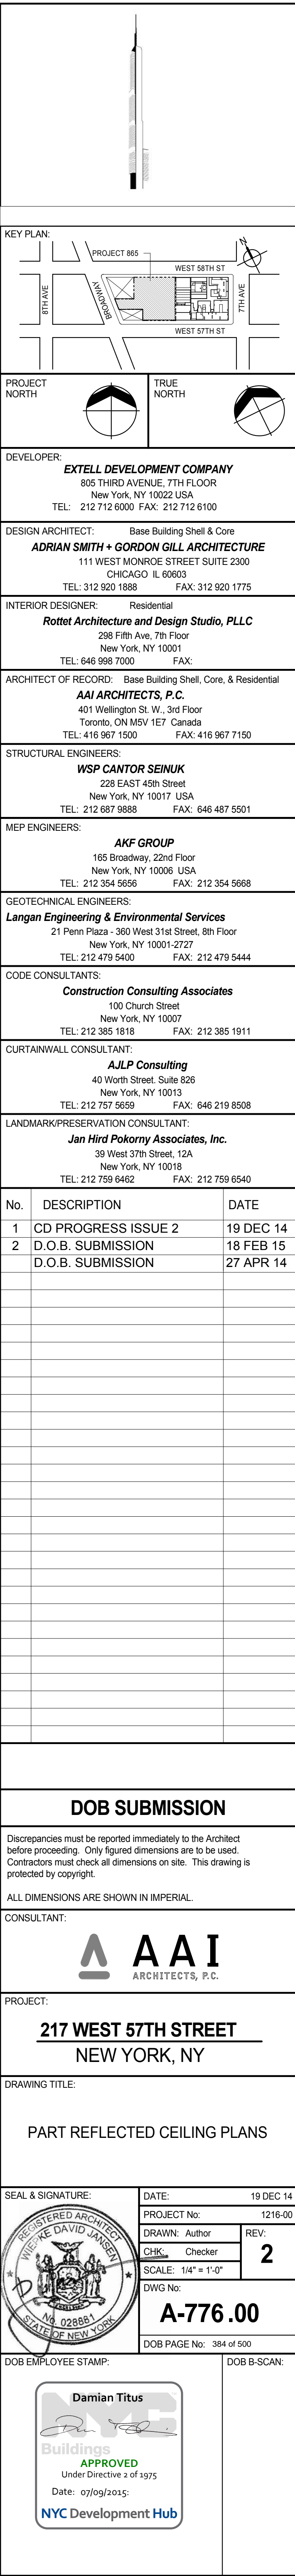 KEY PLAN:
N
PROJECT 865
WEST 58TH ST
8TH AVE
BROADWAY
7TH AVE
WEST 57TH ST
PROJECT
NORTH
TRUE
NORTH
DEVELOPER:
EXTELL DEVELOPMENT COMPANY
805 THIRD AVENUE, 7TH FLOOR
New York, NY 10022 USA
TEL: 212 712 6000 FAX: 212 712 6100
DESIGN ARCHITECT: Base Building Shell & Core
ADRIAN SMITH + GORDON GILL ARCHITECTURE
111 WEST MONROE STREET SUITE 2300
CHICAGO IL 60603
TEL: 312 920 1888 FAX: 312 920 1775
INTERIOR DESIGNER: Residential
Rottet Architecture and Design Studio, PLLC
298 Fifth Ave, 7th Floor
New York, NY 10001
TEL: 646 998 7000 FAX:
ARCHITECT OF RECORD: Base Building Shell, Core, & Residential
AAI ARCHITECTS, P.C.
401 Wellington St. W., 3rd Floor
Toronto, ON M5V 1E7 Canada
TEL: 416 967 1500 FAX: 416 967 7150
STRUCTURAL ENGINEERS:
WSP CANTOR SEINUK
228 EAST 45th Street
New York, NY 10017 USA
TEL: 212 687 9888 FAX: 646 487 5501
MEP ENGINEERS:
AKF GROUP
165 Broadway, 22nd Floor
New York, NY 10006 USA
TEL: 212 354 5656 FAX: 212 354 5668
GEOTECHNICAL ENGINEERS:
Langan Engineering & Environmental Services
21 Penn Plaza - 360 West 31st Street, 8th Floor
New York, NY 10001-2727
TEL: 212 479 5400 FAX: 212 479 5444
CODE CONSULTANTS:
Construction Consulting Associates
100 Church Street
New York, NY 10007
TEL: 212 385 1818 FAX: 212 385 1911
CURTAINWALL CONSULTANT:
AJLP Consulting
40 Worth Street. Suite 826
New York, NY 10013
TEL: 212 757 5659 FAX: 646 219 8508
LANDMARK/PRESERVATION CONSULTANT:
Jan Hird Pokorny Associates, Inc.
39 West 37th Street, 12A
New York, NY 10018
TEL: 212 759 6462 FAX: 212 759 6540
No. DESCRIPTION DATE
1 CD PROGRESS ISSUE 2 19 DEC 14
2 D.O.B. SUBMISSION 18 FEB 15
D.O.B. SUBMISSION 27 APR 14
DOB SUBMISSION
Discrepancies must be reported immediately to the Architect
before proceeding. Only figured dimensions are to be used.
Contractors must check all dimensions on site. This drawing is
protected by copyright.
ALL DIMENSIONS ARE SHOWN IN IMPERIAL.
CONSULTANT:
AAI
ARCHITECTS, P.C.
PROJECT:
217 WEST 57TH STREET
NEW YORK, NY
DRAWING TITLE:
PART REFLECTED CEILING PLANS
SEAL & SIGNATURE:
REGISTERED ARCHITECT
WIEPKE DAVID JANSEN
No. 028881
STATE OF NEW YORK
DATE: 19 DEC 14
PROJECT No: 1216-00
DRAWN: Author
CHK: Checker
SCALE: 1/4" = 1'-0"
REV:
2
DWG No:
A-776.00
DOB PAGE No: 384 of 500
DOB EMPLOYEE STAMP:
DOB B-SCAN:
NYC
Buildings
Damian Titus
APPROVED
Under Directive 2 of 1975
Date: 07/09/2015:
NYC Development Hub